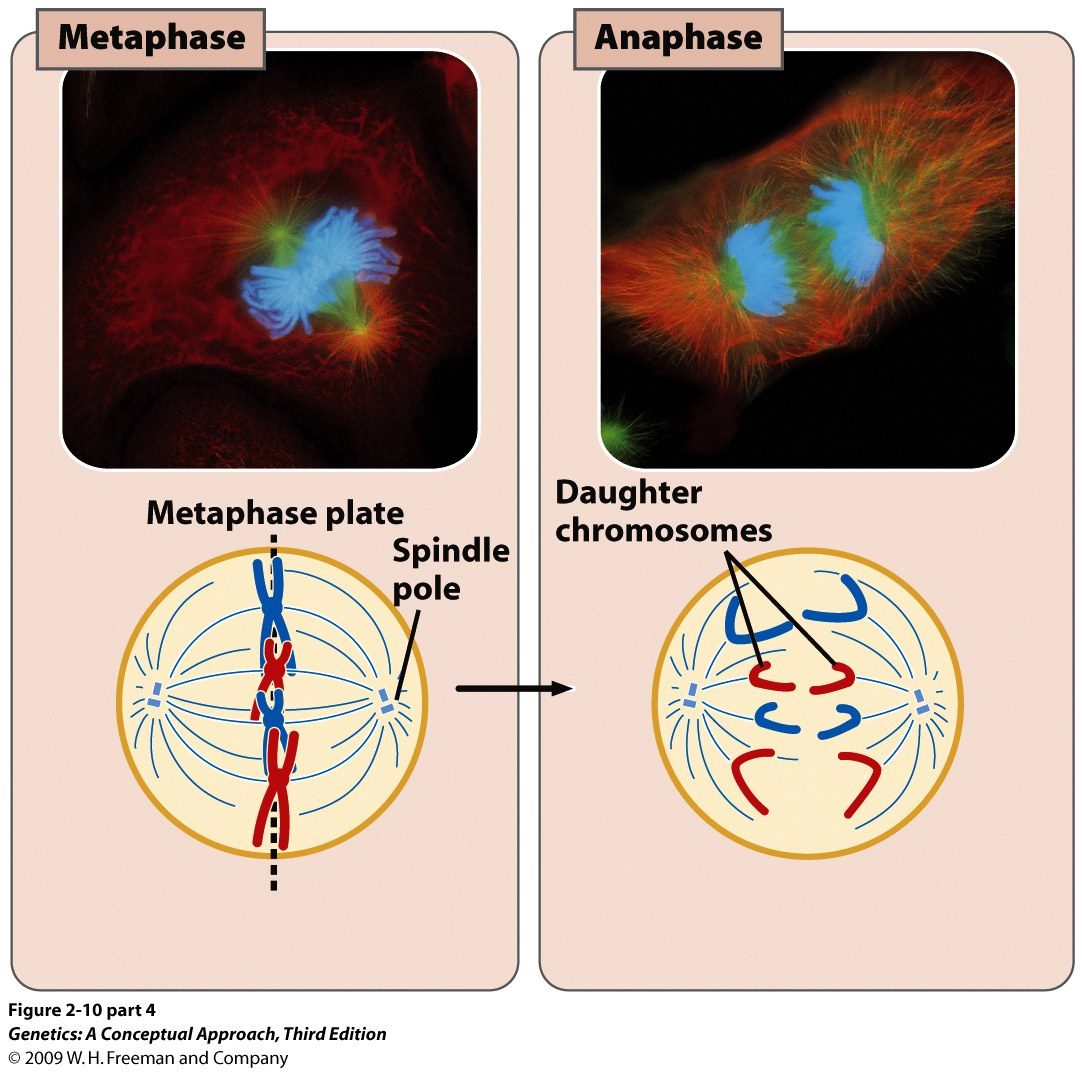 Metaphase
Metaphase plate
Spindle
pole
Anaphase
Daughter
chromosomes
Figure 2-10 part 4
Genetics: A Conceptual Approach, Third Edition
© 2009 W. H. Freeman and Company